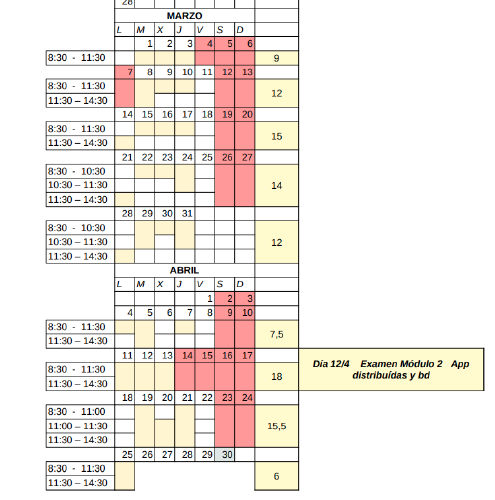 28
MARZO
L M X J V S D
1 2 3 4 5 6
8:30 - 11:30 9
7 8 9 10 11 12 13
8:30 - 11:30
12
11:30 – 14:30
14 15 16 17 18 19 20
8:30 - 11:30
15
11:30 – 14:30
21 22 23 24 25 26 27
8:30 - 10:30
10:30 – 11:30 14
11:30 – 14:30
28 29 30 31
8:30 - 10:30
10:30 – 11:30 12
11:30 – 14:30
ABRIL
L M X J V S D
1 2 3
4 5 6 7 8 9 10
8:30 - 11:30
7,5
11:30 – 14:30
11 12 13 14 15 16 17
8:30 - 11:30
18
11:30 – 14:30
Día 12/4 Examen Módulo 2 App
distribuídas y bd
18 19 20 21 22 23 24
8:30 - 11:00
11:00 – 11:30 15,5
11:30 – 14:30
25 26 27 28 29 30
8:30 - 11:30
6
11:30 – 14:30